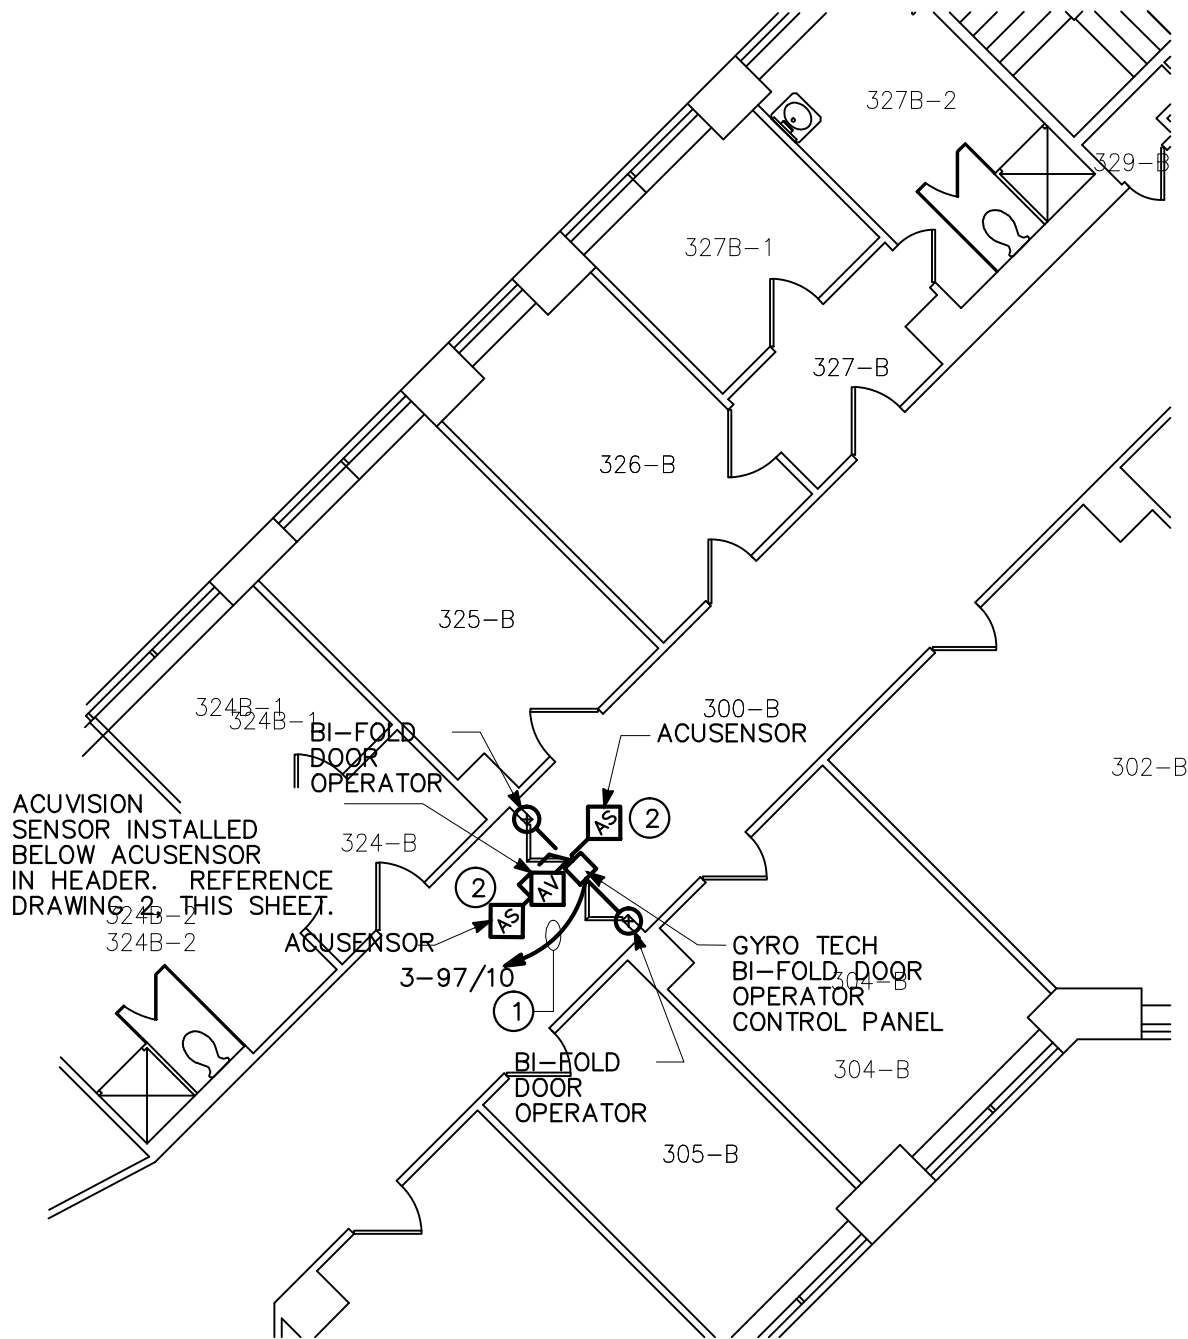 327B-2
329-B
327B-1
327-B
326-B
325-B
324B-1
324B-1
300-B
BI-FOLD
DOOR
OPERATOR
ACUSENSOR
302-B
ACUVISION
SENSOR INSTALLED
BELOW ACUSENSOR
IN HEADER. REFERENCE
DRAWING 2, THIS SHEET.
AS
2
324-B
2
AV
AS
324B-2
324B-2
ACUSENSOR
3-97/10
1
GYRO TECH
BI-FOLD DOOR
OPERATOR
CONTROL PANEL
304-B
304-B
BI-FOLD
DOOR
OPERATOR
305-B